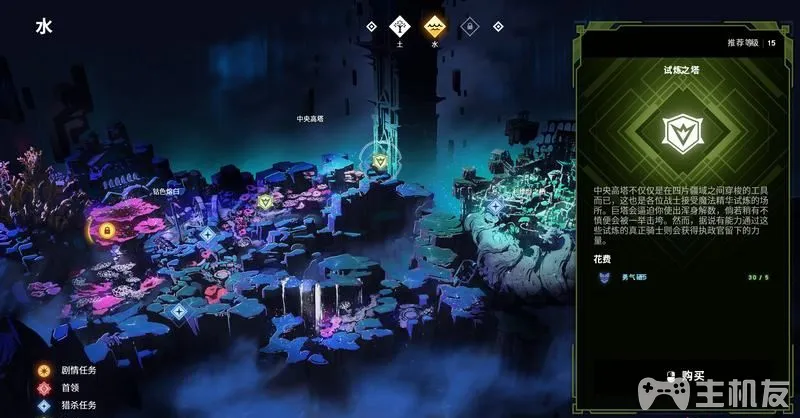 水
土
水
推荐等级 15
试炼之塔
中央高塔
钴色熔臼
中央高塔不仅仅是在四片疆域之间穿梭的工具
而已，这也是各位战士接受魔法精华试炼的场
所。巨塔会逼迫你使出浑身解数，倘若稍有不
慎便会被一举击垮。然而，据说有能力通过这
些试炼的真正骑士则会获得执政官留下的力
量。
花费
勇气硝5 30 / 5
剧情任务
首领
猎杀任务
购买
主机友